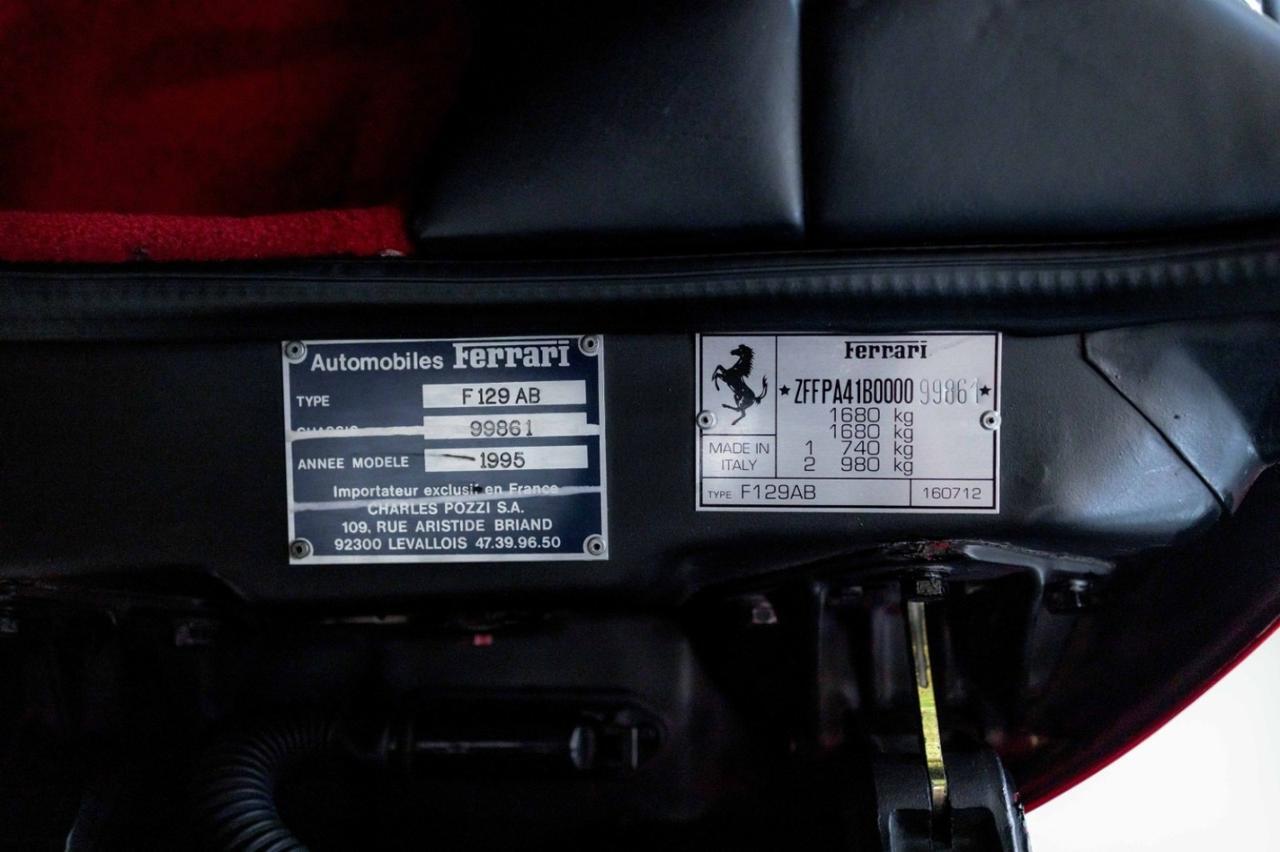 Automobiles Ferrari
TYPE F129 AB
CHASSIS 99861
ANNEE MODELE 1995
Importateur exclusif en France
CHARLES POZZI S.A.
109, RUE ARISTIDE BRIAND
92300 LEVALLOIS 47.39.96.50
Ferrari
★ZFFPA41B0000 99861★
1680 kg
1680 kg
1 740 kg
2 980 kg
MADE IN
ITALY
TYPE F129AB
160712